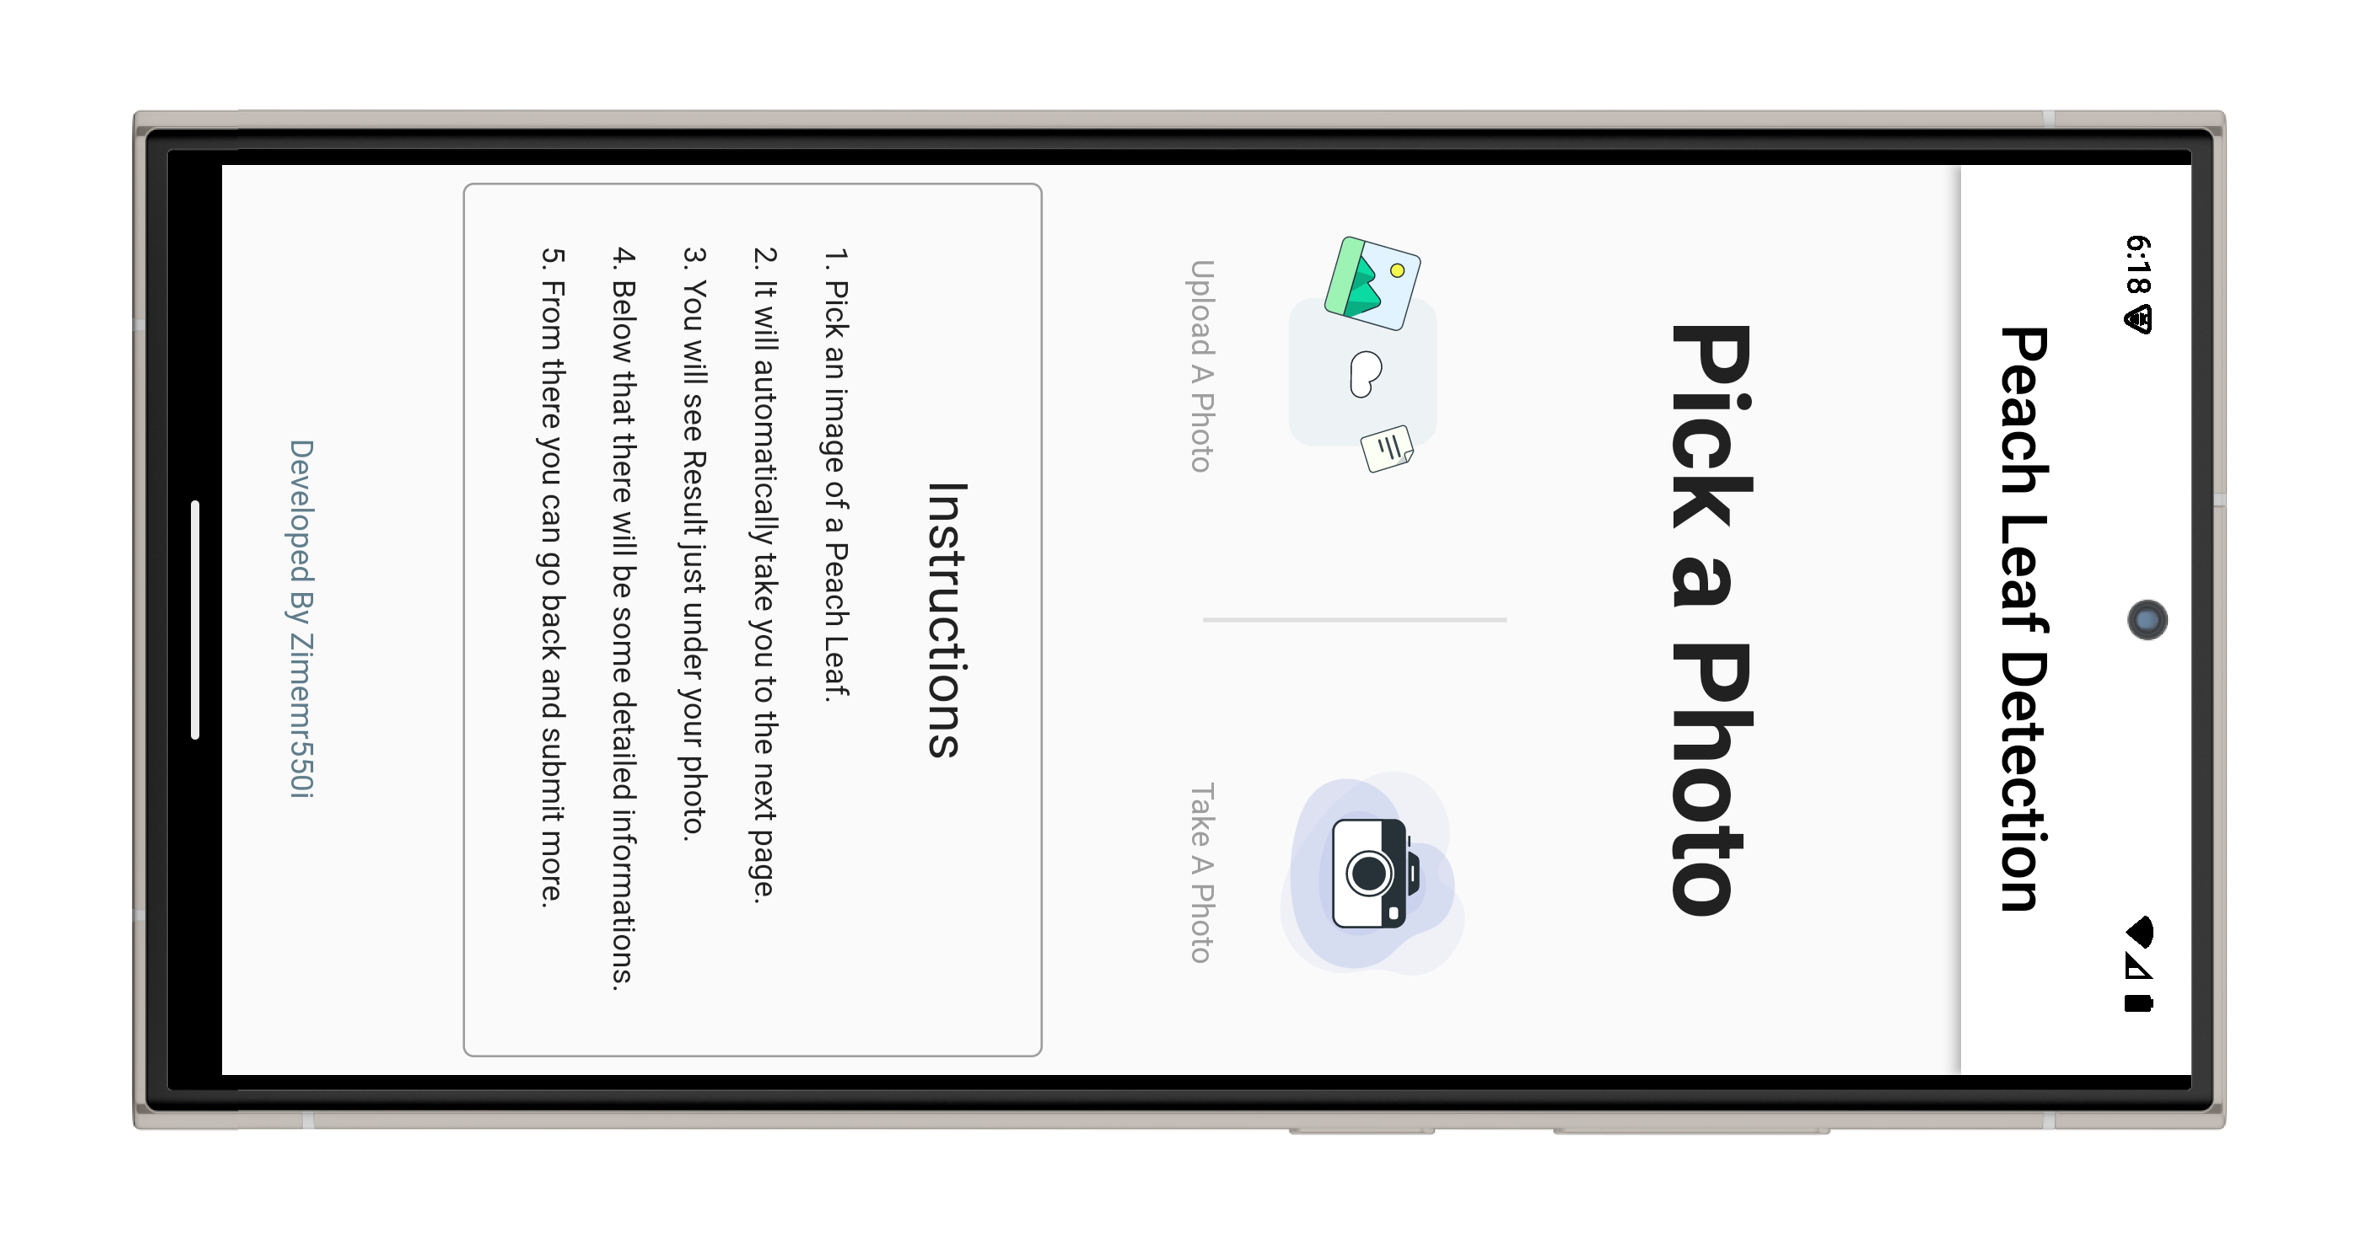 6:18
Peach Leaf Detection
Pick a Photo
Upload A Photo
Take A Photo
Instructions
1. Pick an image of a Peach Leaf.
2. It will automatically take you to the next page.
3. You will see Result just under your photo.
4. Below that there will be some detailed informations.
5. From there you can go back and submit more.
Developed By Zimemr550i